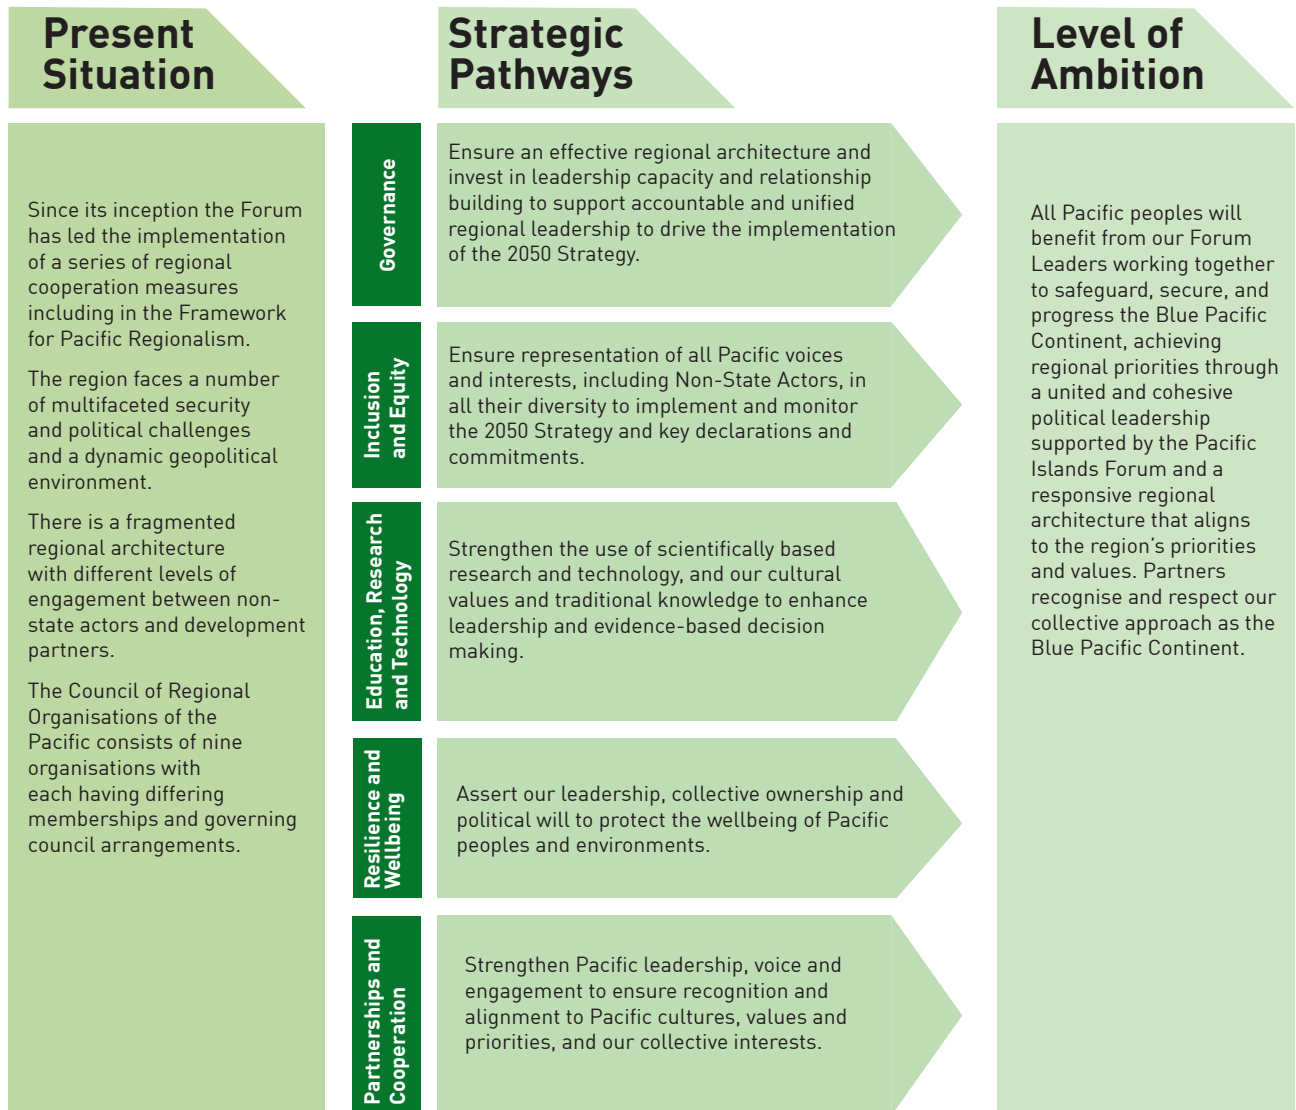 Present
Situation
Since its inception the Forum
has led the implementation
of a series of regional
cooperation measures
including in the Framework
for Pacific Regionalism.
The region faces a number
of multifaceted security
and political challenges
and a dynamic geopolitical
environment.
There is a fragmented
regional architecture
with different levels of
engagement between non-
state actors and development
partners.
The Council of Regional
Organisations of the
Pacific consists of nine
organisations with
each having differing
memberships and governing
council arrangements.
Strategic
Pathways
Governance
Ensure an effective regional architecture and
invest in leadership capacity and relationship
building to support accountable and unified
regional leadership to drive the implementation
of the 2050 Strategy.
Inclusion
and Equity
Ensure representation of all Pacific voices
and interests, including Non-State Actors, in
all their diversity to implement and monitor
the 2050 Strategy and key declarations and
commitments.
Education, Research
and Technology
Strengthen the use of scientifically based
research and technology, and our cultural
values and traditional knowledge to enhance
leadership and evidence-based decision
making.
Resilience and
Wellbeing
Assert our leadership, collective ownership and
political will to protect the wellbeing of Pacific
peoples and environments.
Partnerships and
Cooperation
Strengthen Pacific leadership, voice and
engagement to ensure recognition and
alignment to Pacific cultures, values and
priorities, and our collective interests.
Level of
Ambition
All Pacific peoples will
benefit from our Forum
Leaders working together
to safeguard, secure, and
progress the Blue Pacific
Continent, achieving
regional priorities through
a united and cohesive
political leadership
supported by the Pacific
Islands Forum and a
responsive regional
architecture that aligns
to the region's priorities
and values. Partners
recognise and respect our
collective approach as the
Blue Pacific Continent.